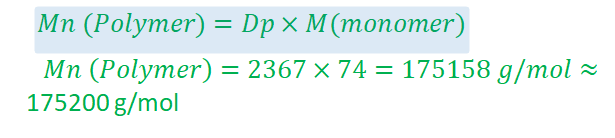 Mn (Polymer) = Dp × M(monomer)
Mn (Polymer) = 2367 × 74 = 175158 g/mol ≈
175200 g/mol